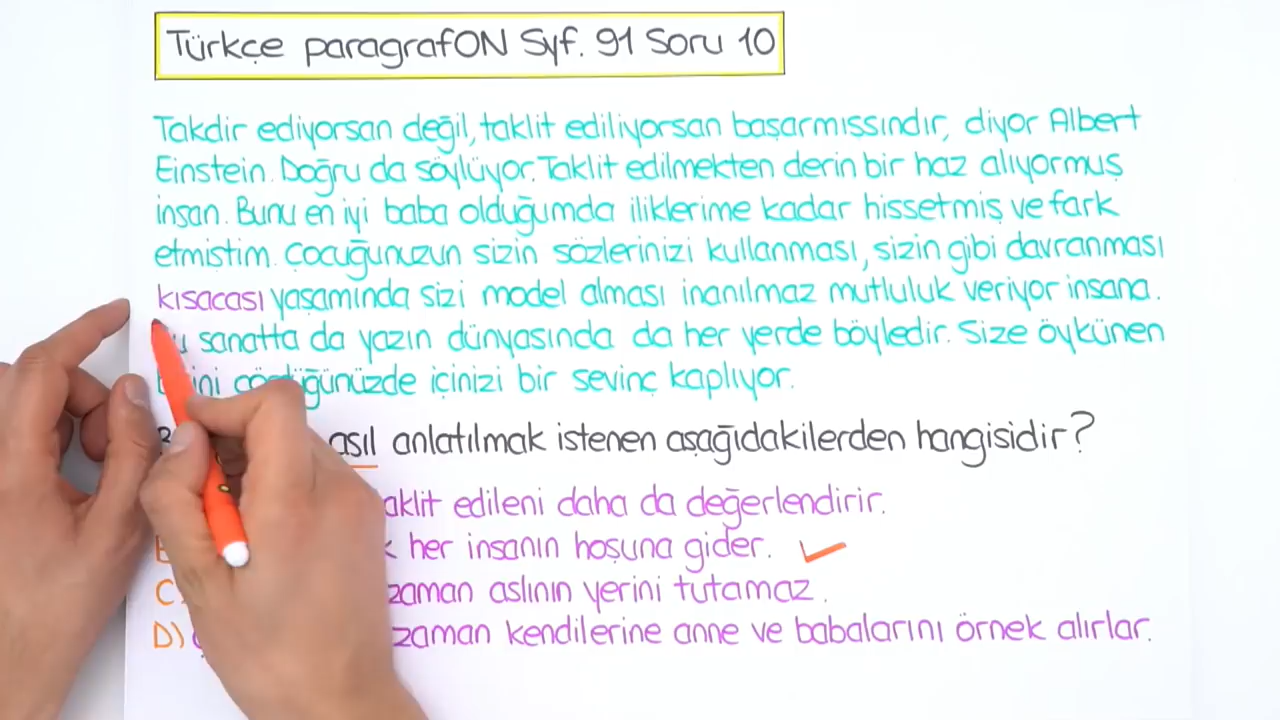 Türkçe paragrafON Syf. 91 Soru 10
Takdir ediyorsan değil, taklit ediliyorsan başarmıssındır, diyor Albert
Einstein. Doğru da söylüyor. Taklit edilmekten derin bir haz alıyormuş
insan. Bunu en iyi baba olduğumda iliklerime kadar hissetmiş ve fark
etmistim. Çocuğunuzun sizin sözlerinizi kullanması, sizin gibi davranması
kısacası yaşamında sizi model alması inanılmaz mutluluk veriyor insana.
sanatta da yazın dünyasında da her yerde böyledir. Size öykünen
gördüğünüzde içinizi bir sevinç kaplıyor.
asıl anlatılmak istenen aşağıdakilerden hangisidir?
edileni daha da değerlendirir.
her insanın hoşuna gider.
C) zaman aslının yerini tutamaz.
D) zaman kendilerine anne ve babalarını örnek alırlar.